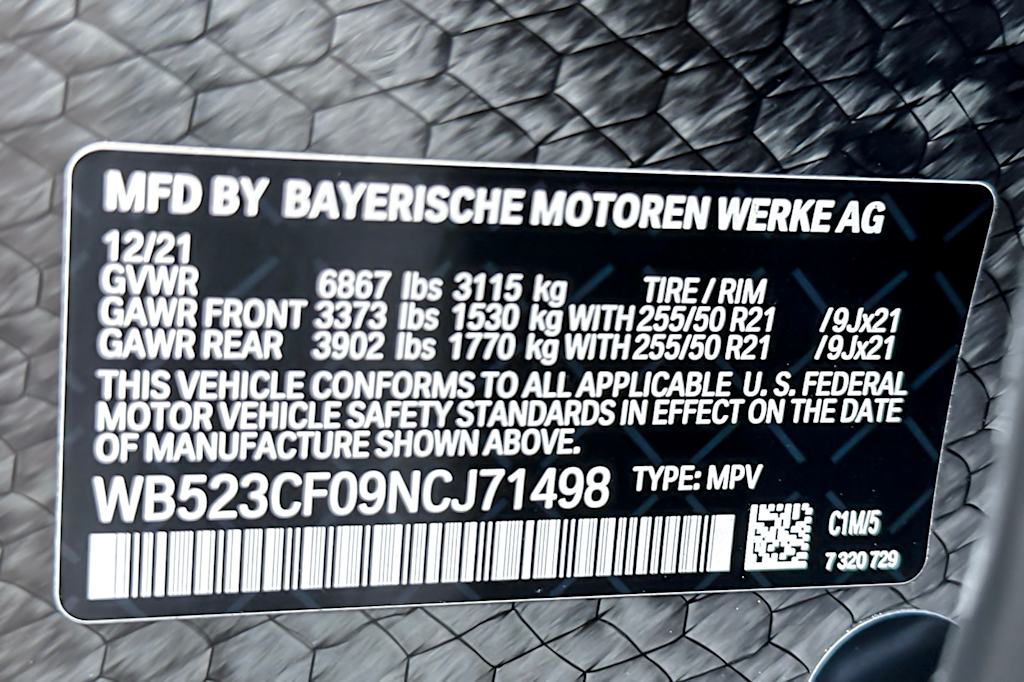 MFD BY BAYERISCHE MOTOREN WERKE AG
12/21
GVWR 6867 lbs 3115 kg TIRE / RIM
GAWR FRONT 3373 lbs 1530 kg WITH 255/50 R21 /9Jx21
GAWR REAR 3902 lbs 1770 kg WITH 255/50 R21 /9Jx21
THIS VEHICLE CONFORMS TO ALL APPLICABLE U. S. FEDERAL
MOTOR VEHICLE SAFETY STANDARDS IN EFFECT ON THE DATE
OF MANUFACTURE SHOWN ABOVE.
WB523CF09NCJ71498 TYPE: MPV
C1M/5
7 320 729